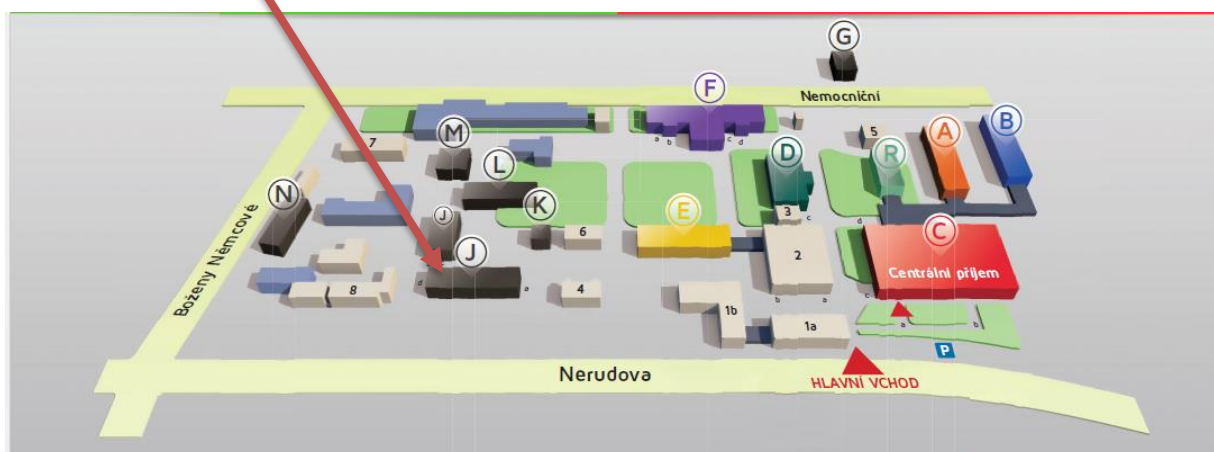 G
F
Nemocniční
M
7
L
a b c d
D
5
R
A
B
N
J
K
6
E
3
c
d
C
Centrální příjem
J
d
a
8
4
2
b a
1b
1a
c
a
b
P
Boženy Němcové
Nerudova
HLAVNÍ VCHOD